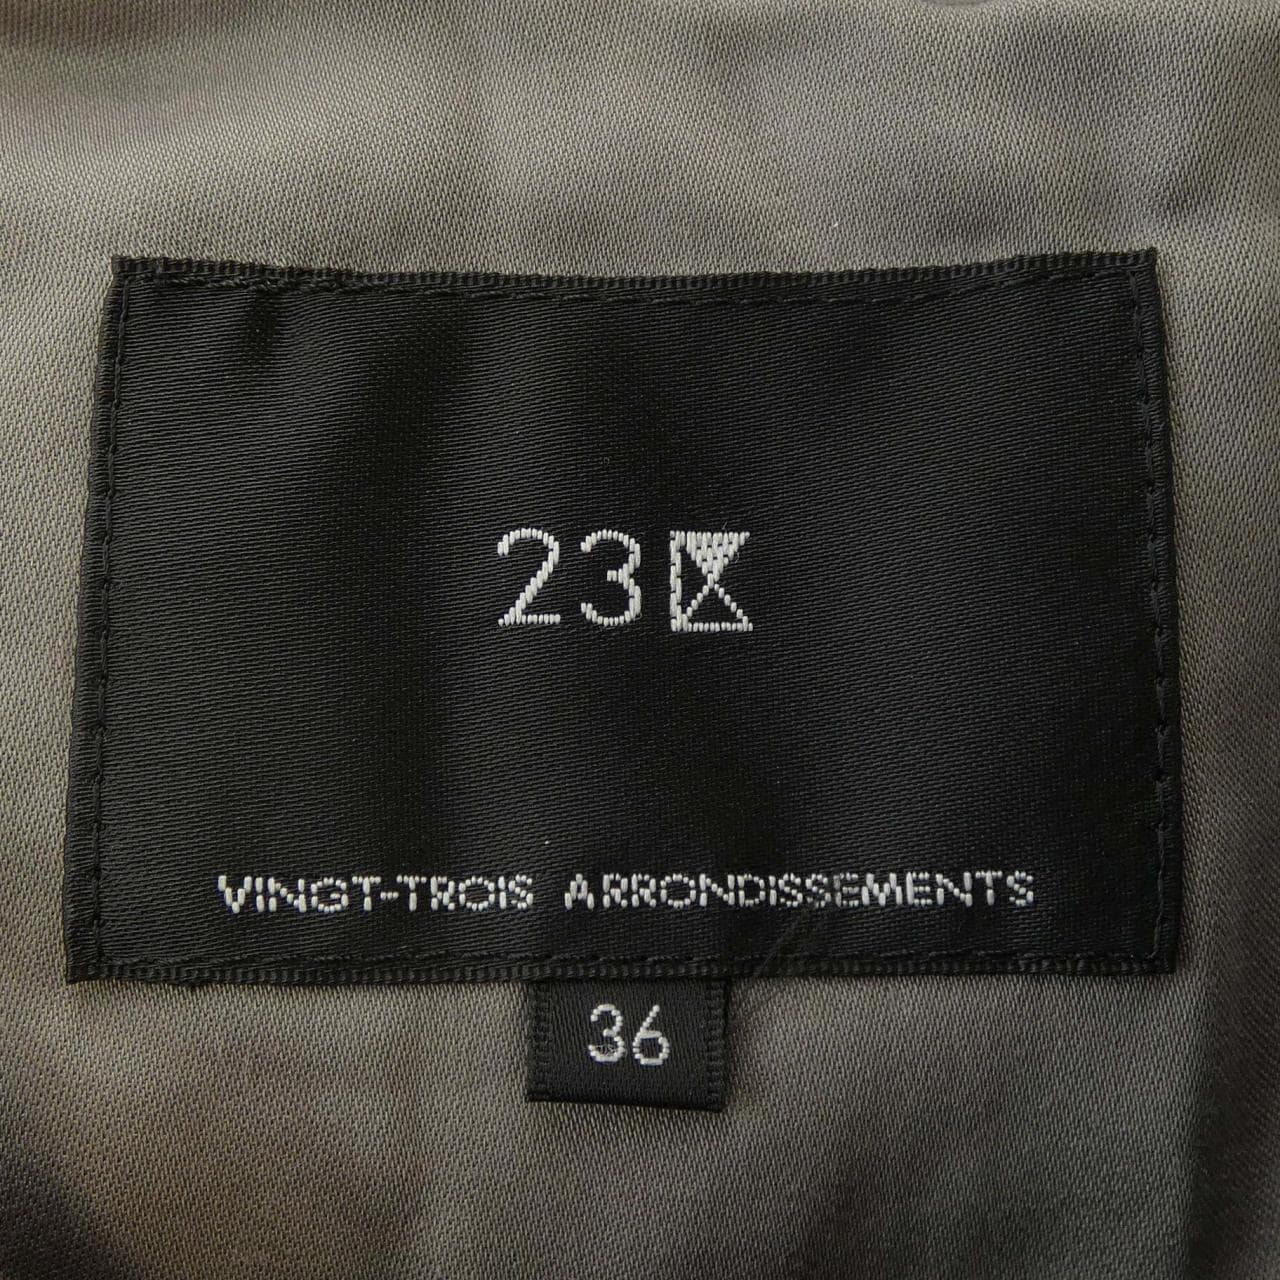 23区
VINGT-TROIS ARRONDISSEMENTS
36